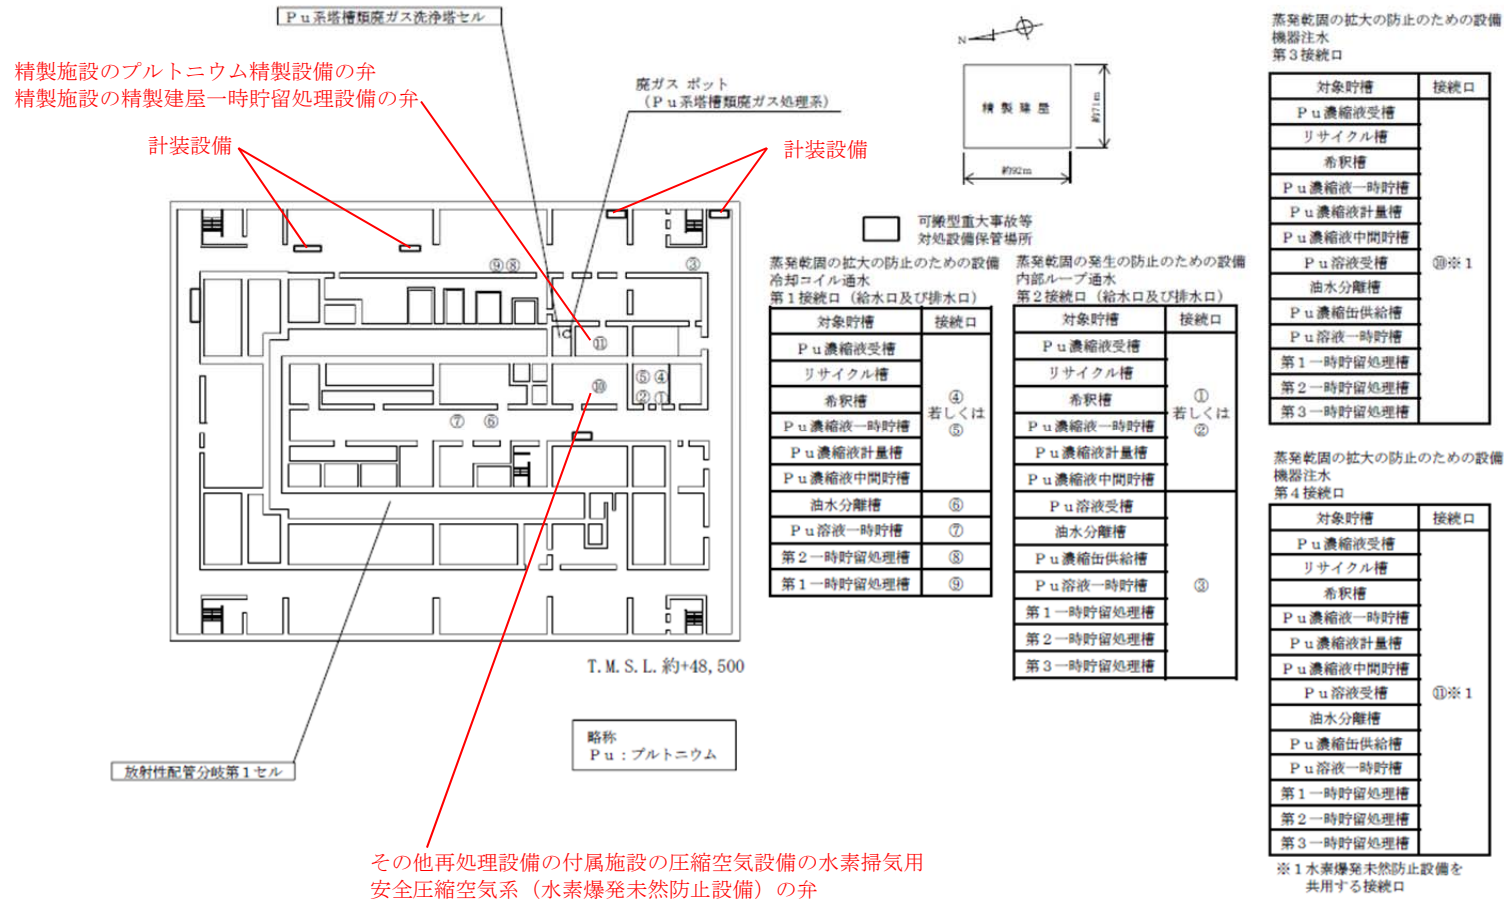 Ｐｕ系塔槽類廃ガス洗浄塔セル
精製施設のプルトニウム精製設備の弁
精製施設の精製建屋一時貯留処理設備の弁
計装設備
廃ガス ポット
（Ｐｕ系塔槽類廃ガス処理系）
計装設備
N
精製建屋
約71m
約92m
可搬型重大事故等
対処設備保管場所
⑨⑧
③
⑪
⑩
⑤④
②①
⑦
⑥
T.M.S.L.約+48,500
略称
Ｐｕ：プルトニウム
放射性配管分岐第１セル
その他再処理設備の付属施設の圧縮空気設備の水素掃気用
安全圧縮空気系（水素爆発未然防止設備）の弁
蒸発乾固の拡大の防止のための設備
冷却コイル通水
第１接続口（給水口及び排水口）
対象貯槽 接続口
Ｐｕ濃縮液受槽
リサイクル槽
希釈槽
Ｐｕ濃縮液一時貯槽
Ｐｕ濃縮液計量槽
Ｐｕ濃縮液中間貯槽
④
若しくは
⑤
油水分離槽 ⑥
Ｐｕ溶液一時貯槽 ⑦
第２一時貯留処理槽 ⑧
第１一時貯留処理槽 ⑨
蒸発乾固の発生の防止のための設備
内部ループ通水
第２接続口（給水口及び排水口）
対象貯槽 接続口
Ｐｕ濃縮液受槽
リサイクル槽
希釈槽
Ｐｕ濃縮液一時貯槽
Ｐｕ濃縮液計量槽
Ｐｕ濃縮液中間貯槽
①
若しくは
②
Ｐｕ溶液受槽
油水分離槽
Ｐｕ濃縮缶供給槽
Ｐｕ溶液一時貯槽
第１一時貯留処理槽
第２一時貯留処理槽
第３一時貯留処理槽
③
蒸発乾固の拡大の防止のための設備
機器注水
第３接続口
対象貯槽 接続口
Ｐｕ濃縮液受槽
リサイクル槽
希釈槽
Ｐｕ濃縮液一時貯槽
Ｐｕ濃縮液計量槽
Ｐｕ濃縮液中間貯槽
Ｐｕ溶液受槽
油水分離槽
Ｐｕ濃縮缶供給槽
Ｐｕ溶液一時貯槽
第１一時貯留処理槽
第２一時貯留処理槽
第３一時貯留処理槽
⑩※１
蒸発乾固の拡大の防止のための設備
機器注水
第４接続口
対象貯槽 接続口
Ｐｕ濃縮液受槽
リサイクル槽
希釈槽
Ｐｕ濃縮液一時貯槽
Ｐｕ濃縮液計量槽
Ｐｕ濃縮液中間貯槽
Ｐｕ溶液受槽
油水分離槽
Ｐｕ濃縮缶供給槽
Ｐｕ溶液一時貯槽
第１一時貯留処理槽
第２一時貯留処理槽
第３一時貯留処理槽
⑪※１
※１水素爆発未然防止設備を
共用する接続口